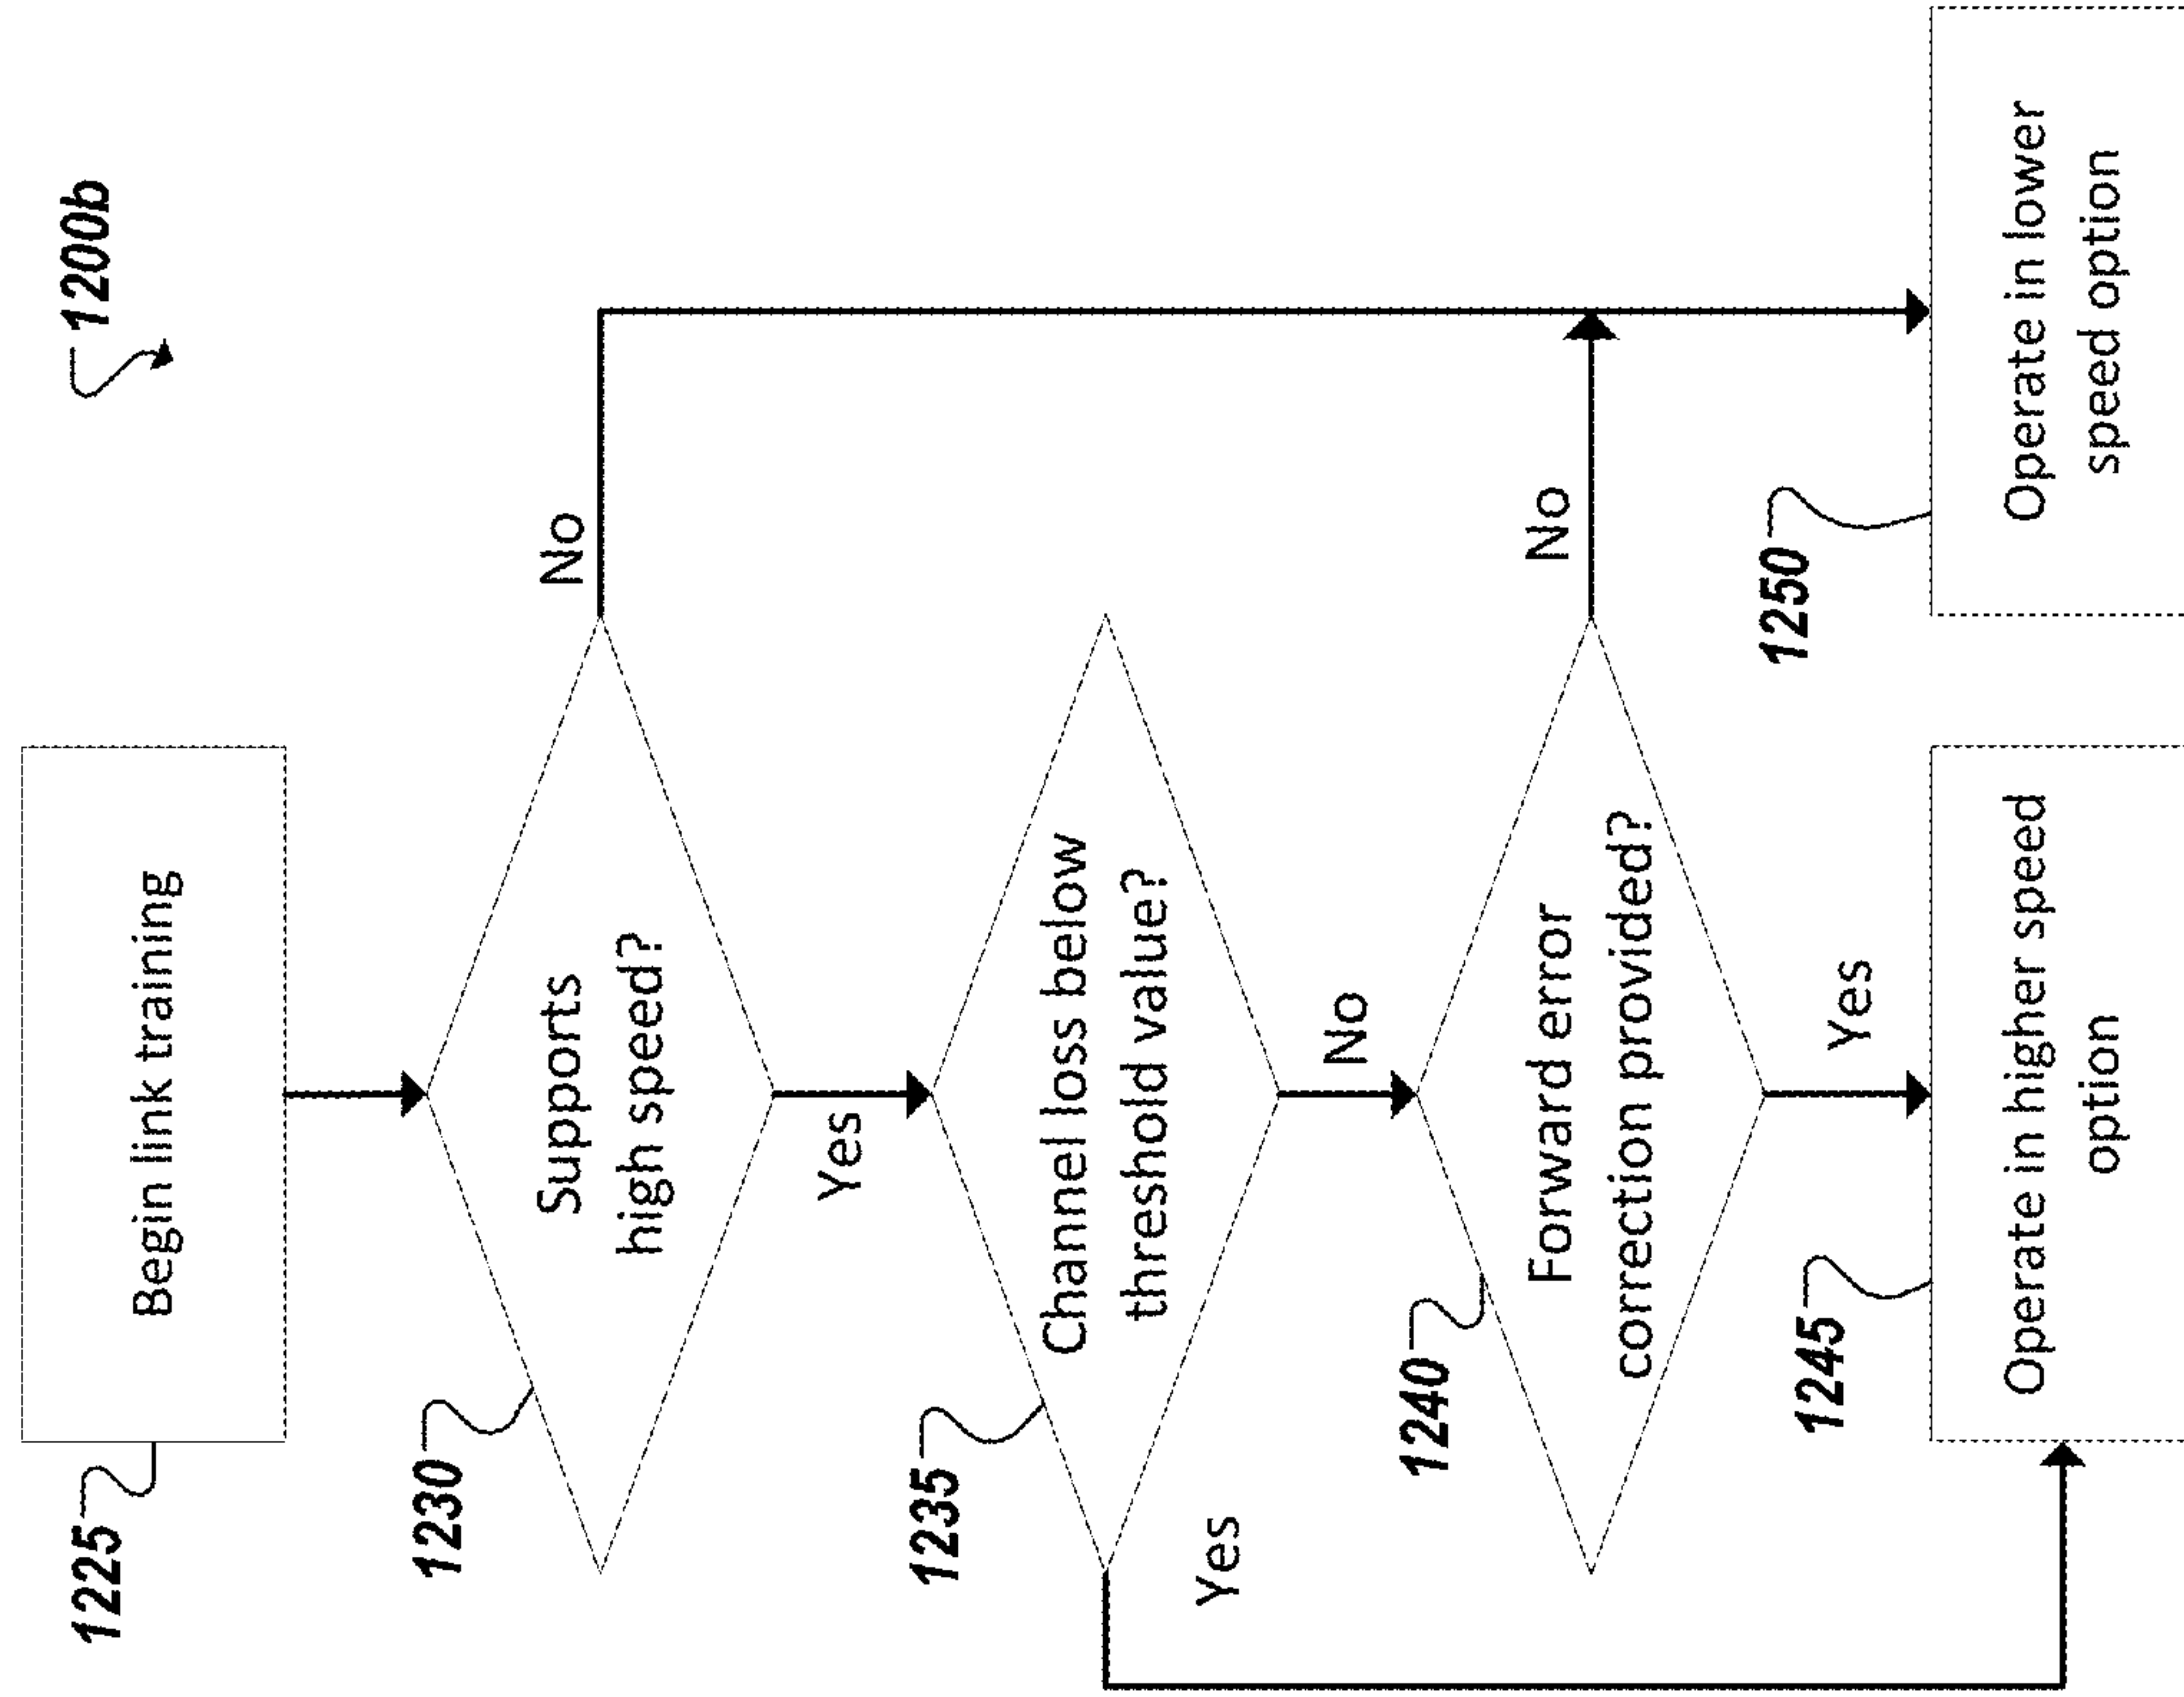 1200b
1225
Begin link training
1230
Supports
high speed?
No
Yes
1235
Channel loss below
threshold value?
Yes
No
1240
Forward error
correction provided?
No
Yes
1245
Operate in higher speed
option
1250
Operate in lower
speed option